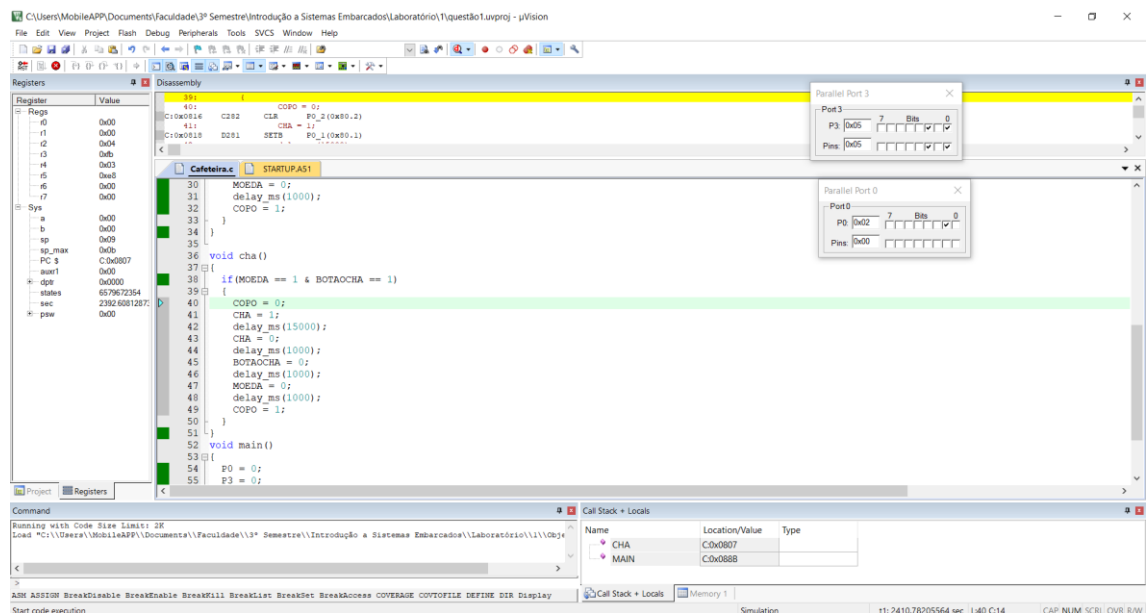 C:\Users\MobileAPP\Documents\Faculdade\3º Semestre\Introdução a Sistemas Embarcados\Laboratório\1\questão1.uvproj - µVision
File Edit View Project Flash Debug Peripherals Tools SVCS Window Help
Registers
Register Value
Regs
r0 0x00
r1 0x00
r2 0x04
r3 0xfb
r4 0x03
r5 0xe8
r6 0x00
r7 0x00
Sys
a 0x00
b 0x00
sp 0x09
sp_max 0x0b
PC $ C:0x0807
auxr1 0x00
dptr 0x0000
states 6579672354
sec 2392.6081287
psw 0x00
Project Registers
Disassembly
39: {
40: COPO = 0;
C:0x0816 C282 CLR P0_2(0x80.2)
41: CHA = 1;
C:0x0818 D281 SETB P0_1(0x80.1)
Parallel Port 3
Port 3
7 Bits 0
P3: 0x05
Pins: 0x05
Cafeteira.c STARTUP.A51
30 MOEDA = 0;
31 delay_ms(1000);
32 COPO = 1;
33 }
34 }
35
36 void cha()
37 {
38 if(MOEDA == 1 & BOTAOCHA == 1)
39 {
40 COPO = 0;
41 CHA = 1;
42 delay_ms(15000);
43 CHA = 0;
44 delay_ms(1000);
45 BOTAOCHA = 0;
46 delay_ms(1000);
47 MOEDA = 0;
48 delay_ms(1000);
49 COPO = 1;
50 }
51 }
52 void main()
53 {
54 P0 = 0;
55 P3 = 0;
Parallel Port 0
Port 0
7 Bits 0
P0: 0x02
Pins: 0x00
Command
Running with Code Size Limit: 2K
Load "C:\\Users\\MobileAPP\\Documents\\Faculdade\\3º Semestre\\Introdução a Sistemas Embarcados\\Laboratório\\1\\Obje
>
ASM ASSIGN BreakDisable BreakEnable BreakKill BreakList BreakSet BreakAccess COVERAGE COVTOFILE DEFINE DIR Display
Call Stack + Locals
Name Location/Value Type
CHA C:0x0807
MAIN C:0x088B
Call Stack + Locals Memory 1
Start code execution Simulation t1: 2410.78205564 sec L:40 C:14 CAP NUM SCRL OVR R/W